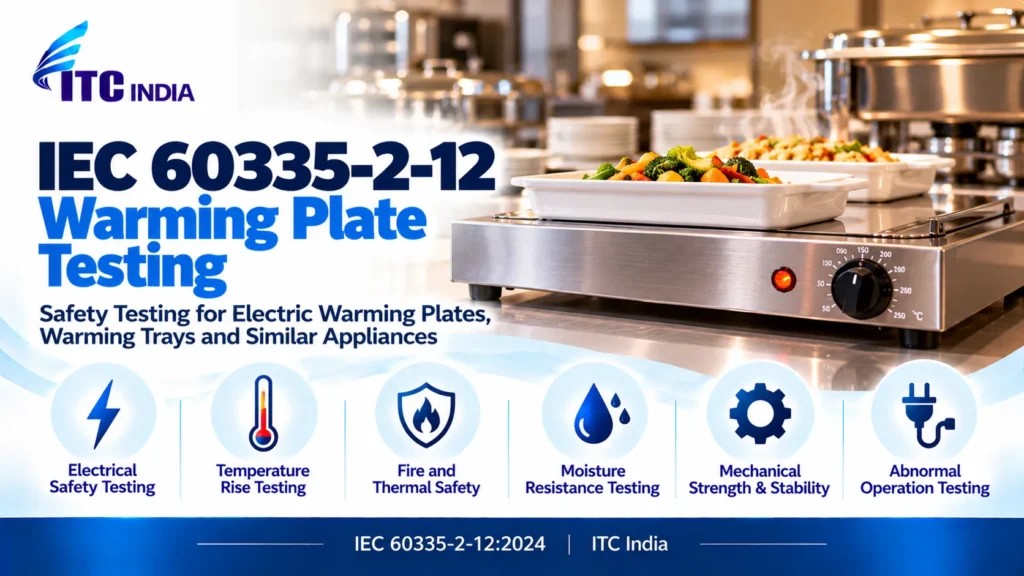 ITC INDIA
IEC 60335-2-12
Warming Plate
Testing
Safety Testing for Electric Warming Plates,
Warming Trays and Similar Appliances
Electrical
Safety Testing
Temperature
Rise Testing
Fire and
Thermal Safety
Moisture
Resistance Testing
Mechanical
Strength & Stability
Abnormal
Operation Testing
IEC 60335-2-12:2024 | ITC India